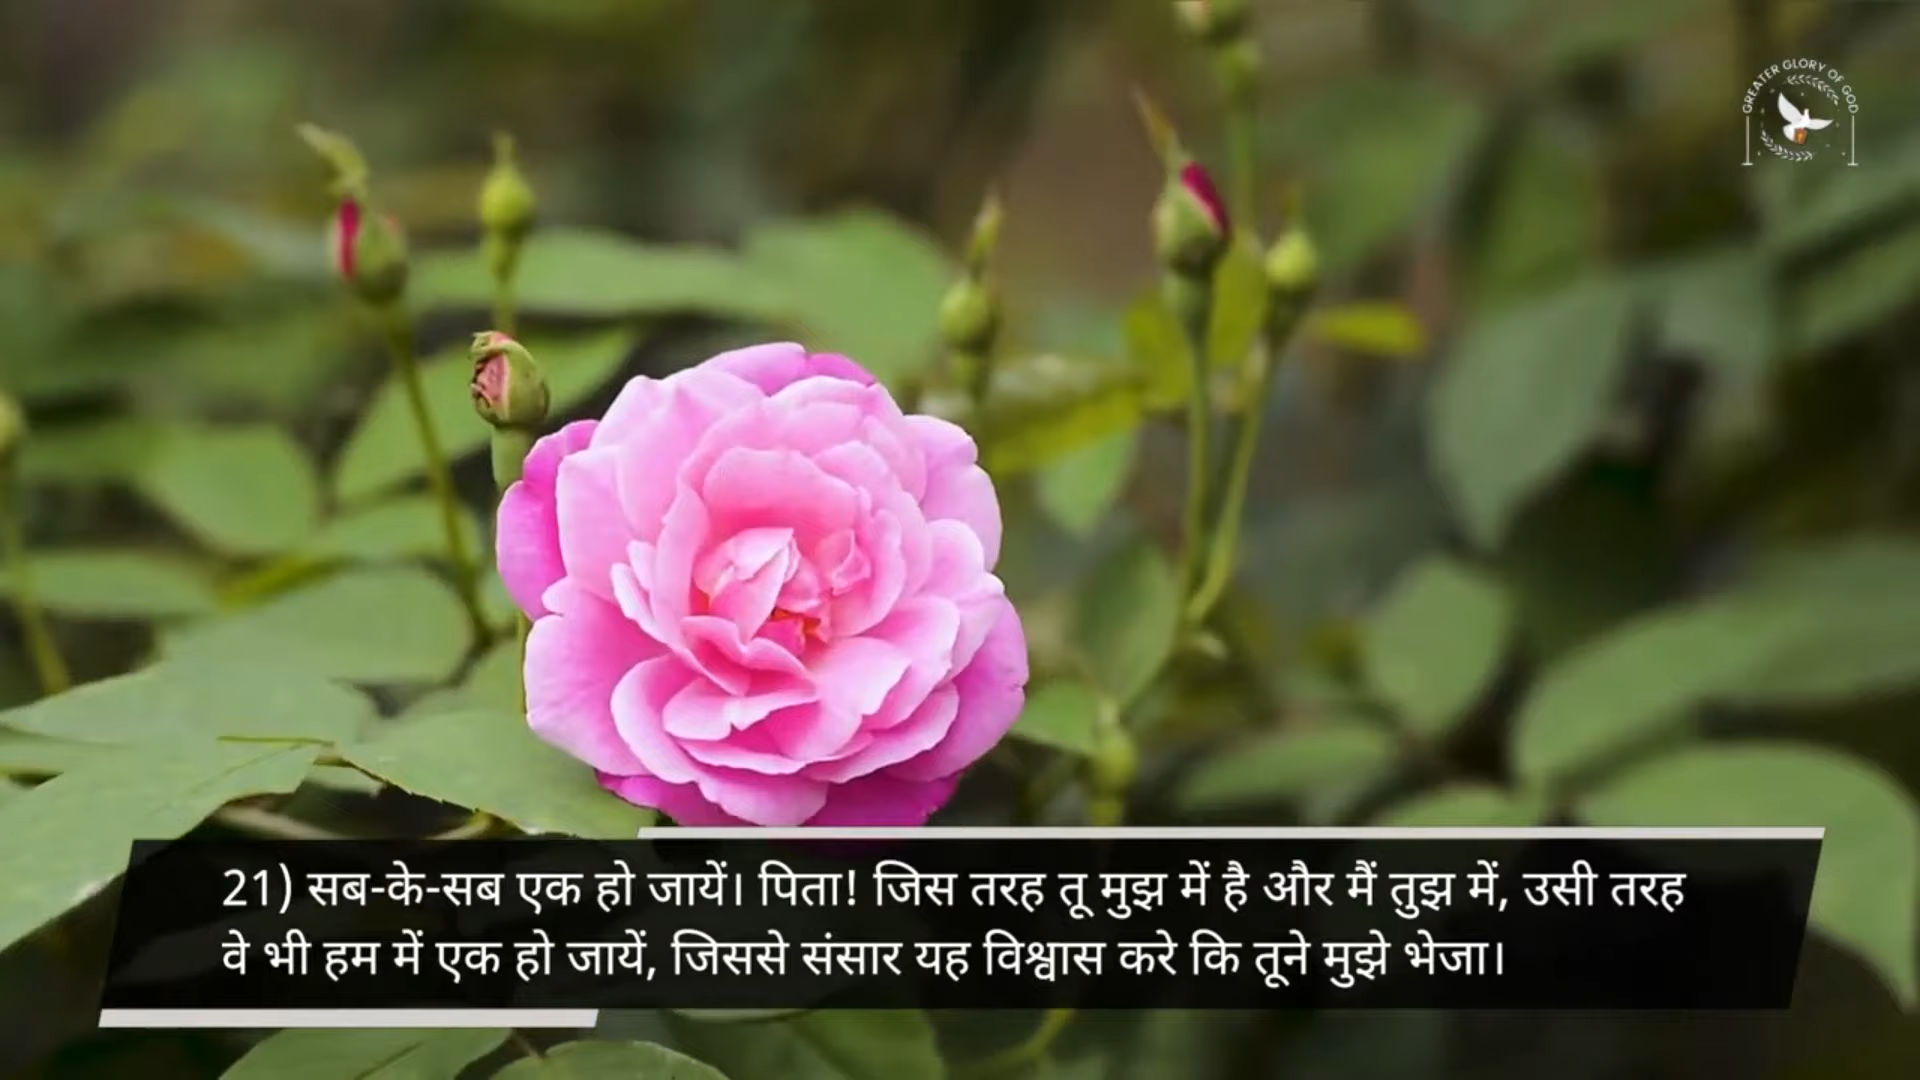 GREATER GLORY OF GOD
21) सब-के-सब एक हो जायें। पिता! जिस तरह तू मुझ में है और मैं तुझ में, उसी तरह
वे भी हम में एक हो जायें, जिससे संसार यह विश्वास करे कि तूने मुझे भेजा।